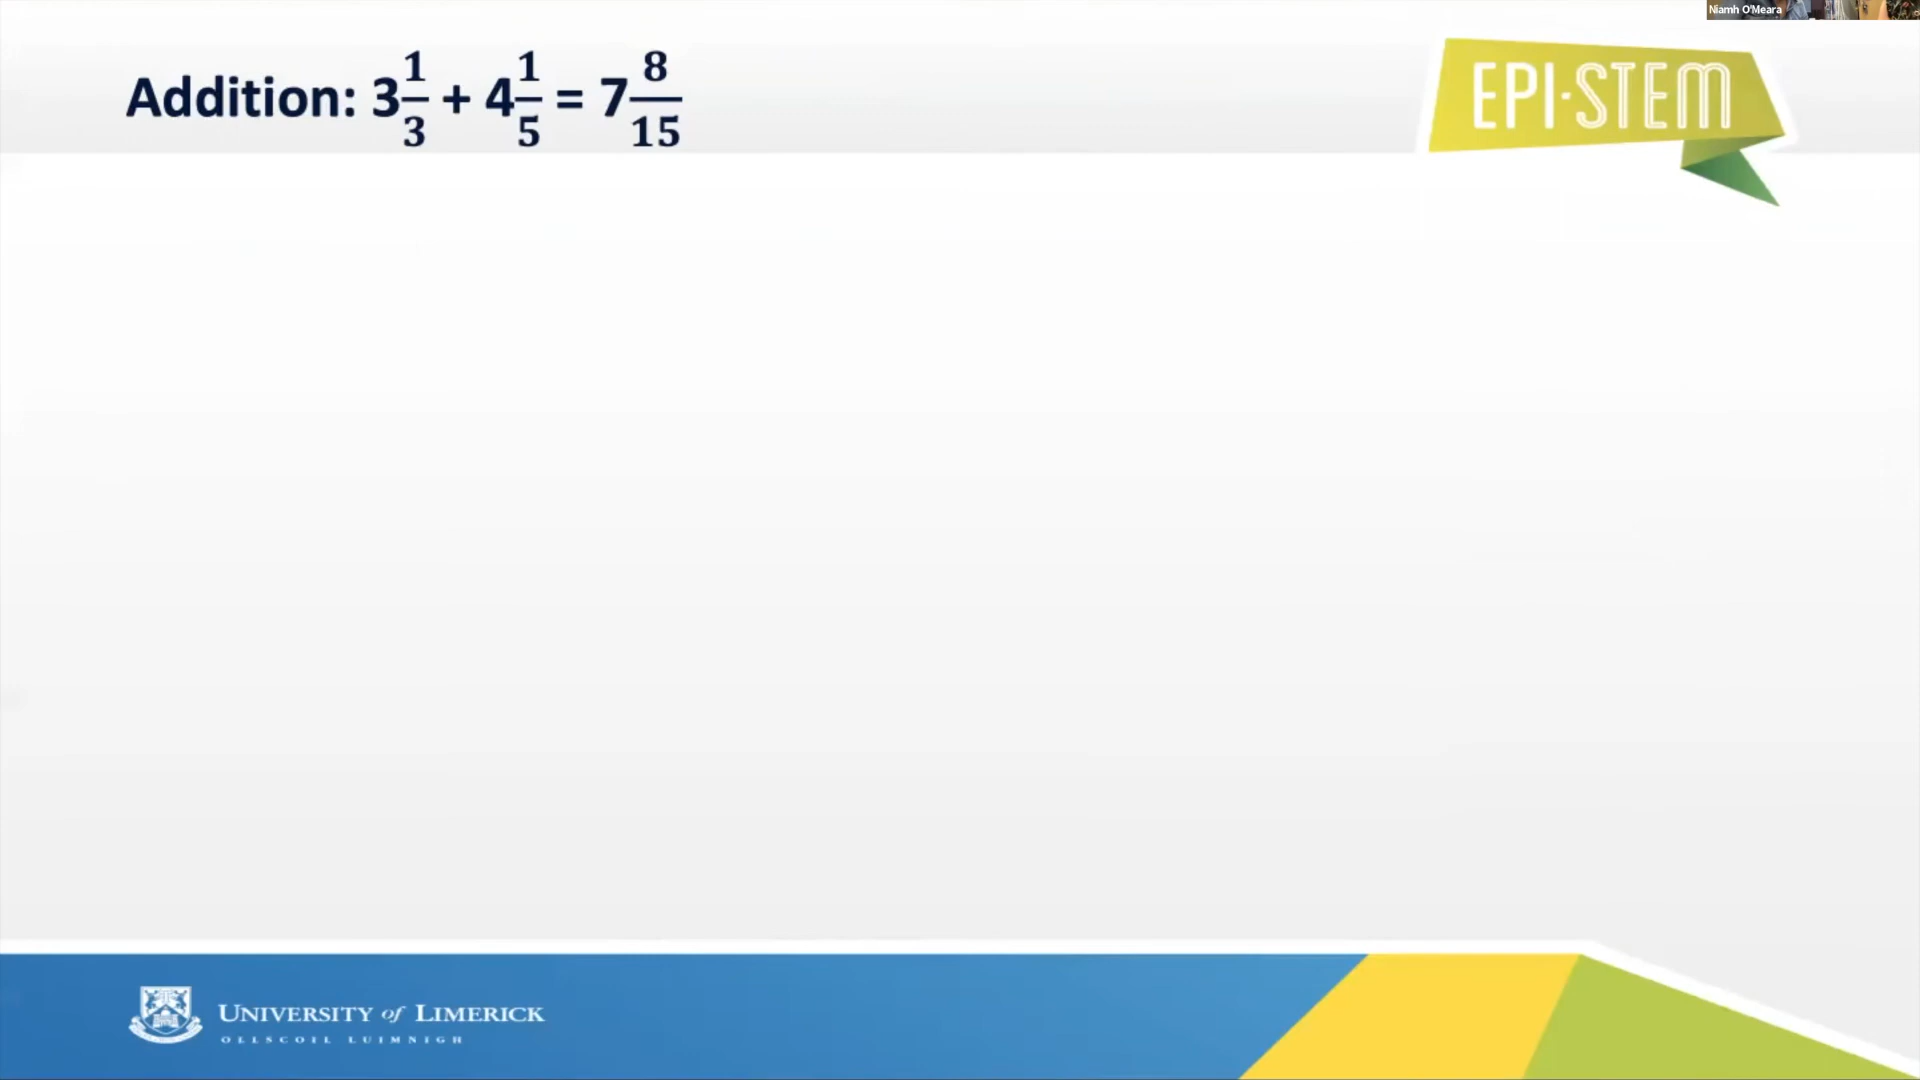 Niamh O'Meara
Addition: 3 1/3 + 4 1/5 = 7 8/15
EPI·STEM
UNIVERSITY of LIMERICK
OLLSCOIL LUIMNIGH